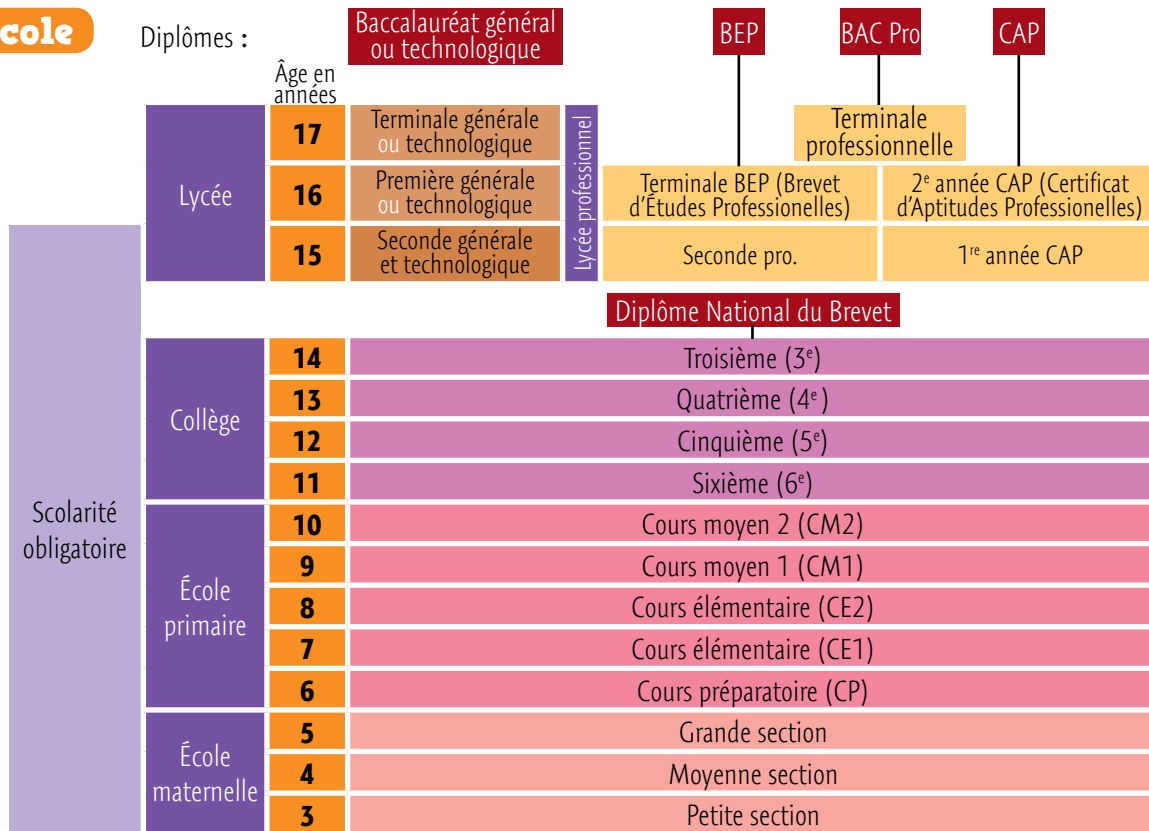 cole
Diplômes :
Baccalauréat général
ou technologique
BEP
BAC Pro
CAP
Âge en
années
Lycée
17
Terminale générale
ou technologique
Lycée professionnel
Terminale
professionnelle
16
Première générale
ou technologique
Terminale BEP (Brevet
d'Études Professionelles)
2e année CAP (Certificat
d'Aptitudes Professionelles)
15
Seconde générale
et technologique
Seconde pro.
1re année CAP
Diplôme National du Brevet
Scolarité
obligatoire
Collège
14
Troisième (3e)
13
Quatrième (4e )
12
Cinquième (5e)
11
Sixième (6e)
École
primaire
10
Cours moyen 2 (CM2)
9
Cours moyen 1 (CM1)
8
Cours élémentaire (CE2)
7
Cours élémentaire (CE1)
6
Cours préparatoire (CP)
École
maternelle
5
Grande section
4
Moyenne section
3
Petite section